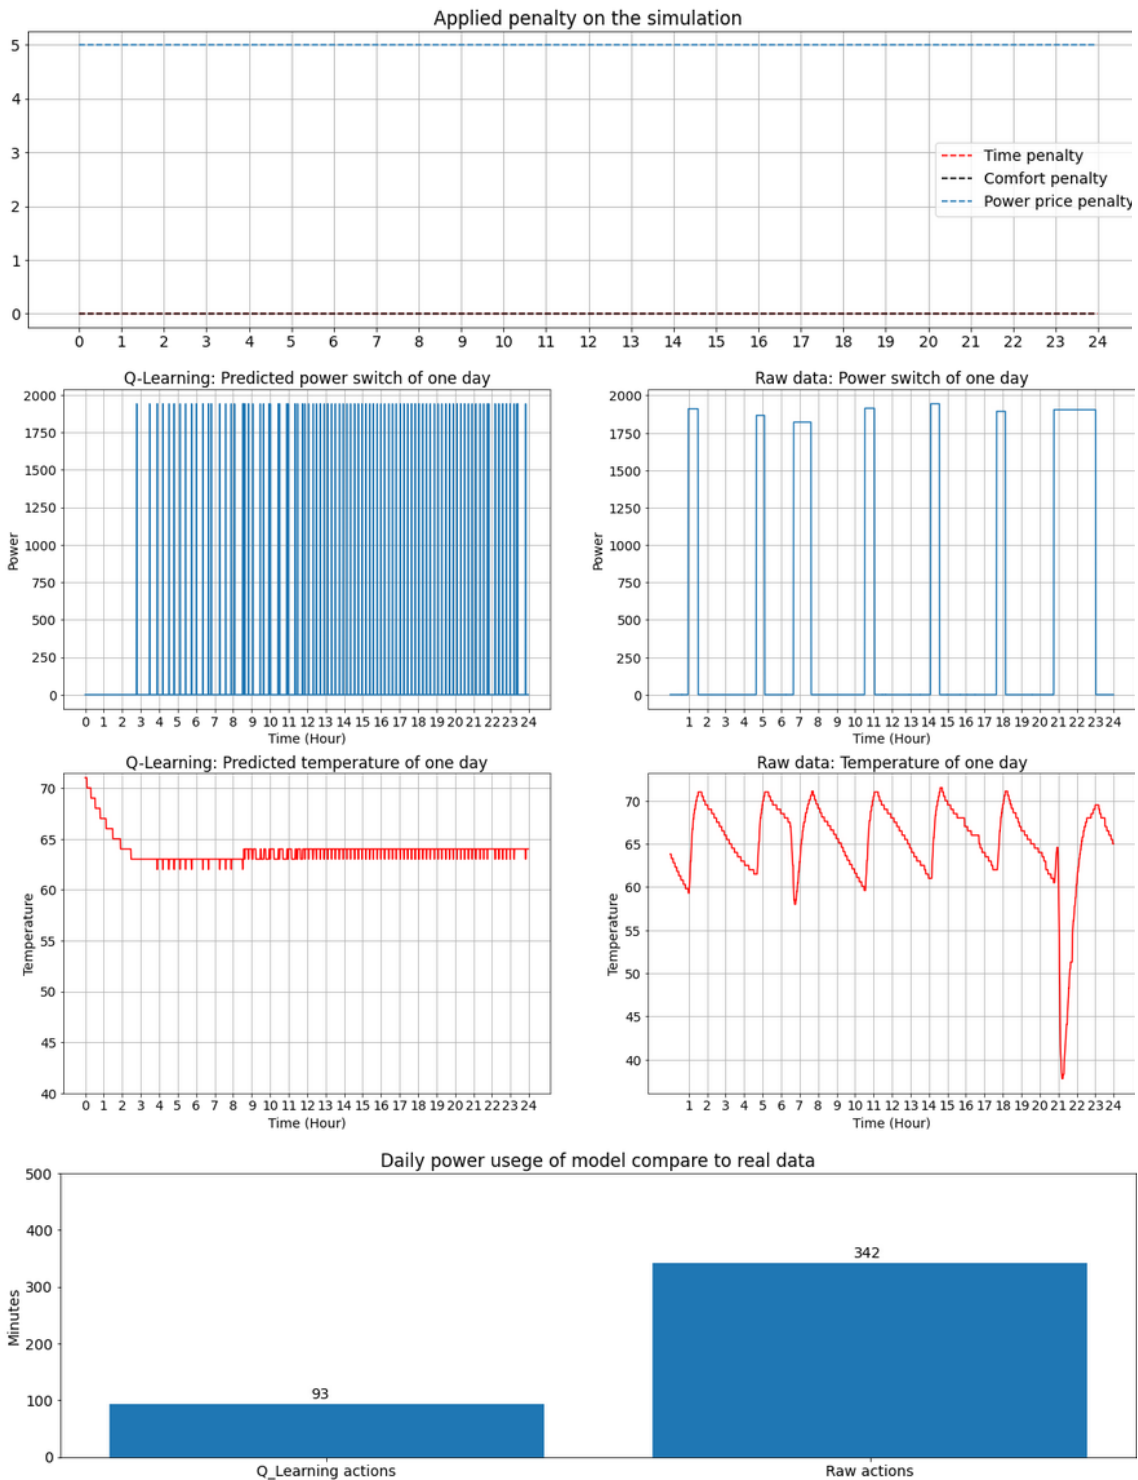 Applied penalty on the simulation
5
4
3
2
1
0
Time penalty
Comfort penalty
Power price penalty
0 1 2 3 4 5 6 7 8 9 10 11 12 13 14 15 16 17 18 19 20 21 22 23 24
Q-Learning: Predicted power switch of one day
2000
1750
1500
1250
1000
750
500
250
0
Power
0 1 2 3 4 5 6 7 8 9 10 11 12 13 14 15 16 17 18 19 20 21 22 23 24
Time (Hour)
Raw data: Power switch of one day
2000
1750
1500
1250
1000
750
500
250
0
Power
1 2 3 4 5 6 7 8 9 10 11 12 13 14 15 16 17 18 19 20 21 22 23 24
Time (Hour)
Q-Learning: Predicted temperature of one day
70
65
60
55
50
45
40
Temperature
0 1 2 3 4 5 6 7 8 9 10 11 12 13 14 15 16 17 18 19 20 21 22 23 24
Time (Hour)
Raw data: Temperature of one day
70
65
60
55
50
45
40
Temperature
1 2 3 4 5 6 7 8 9 10 11 12 13 14 15 16 17 18 19 20 21 22 23 24
Time (Hour)
Daily power usege of model compare to real data
500
400
300
200
100
0
Minutes
93
342
Q_Learning actions
Raw actions